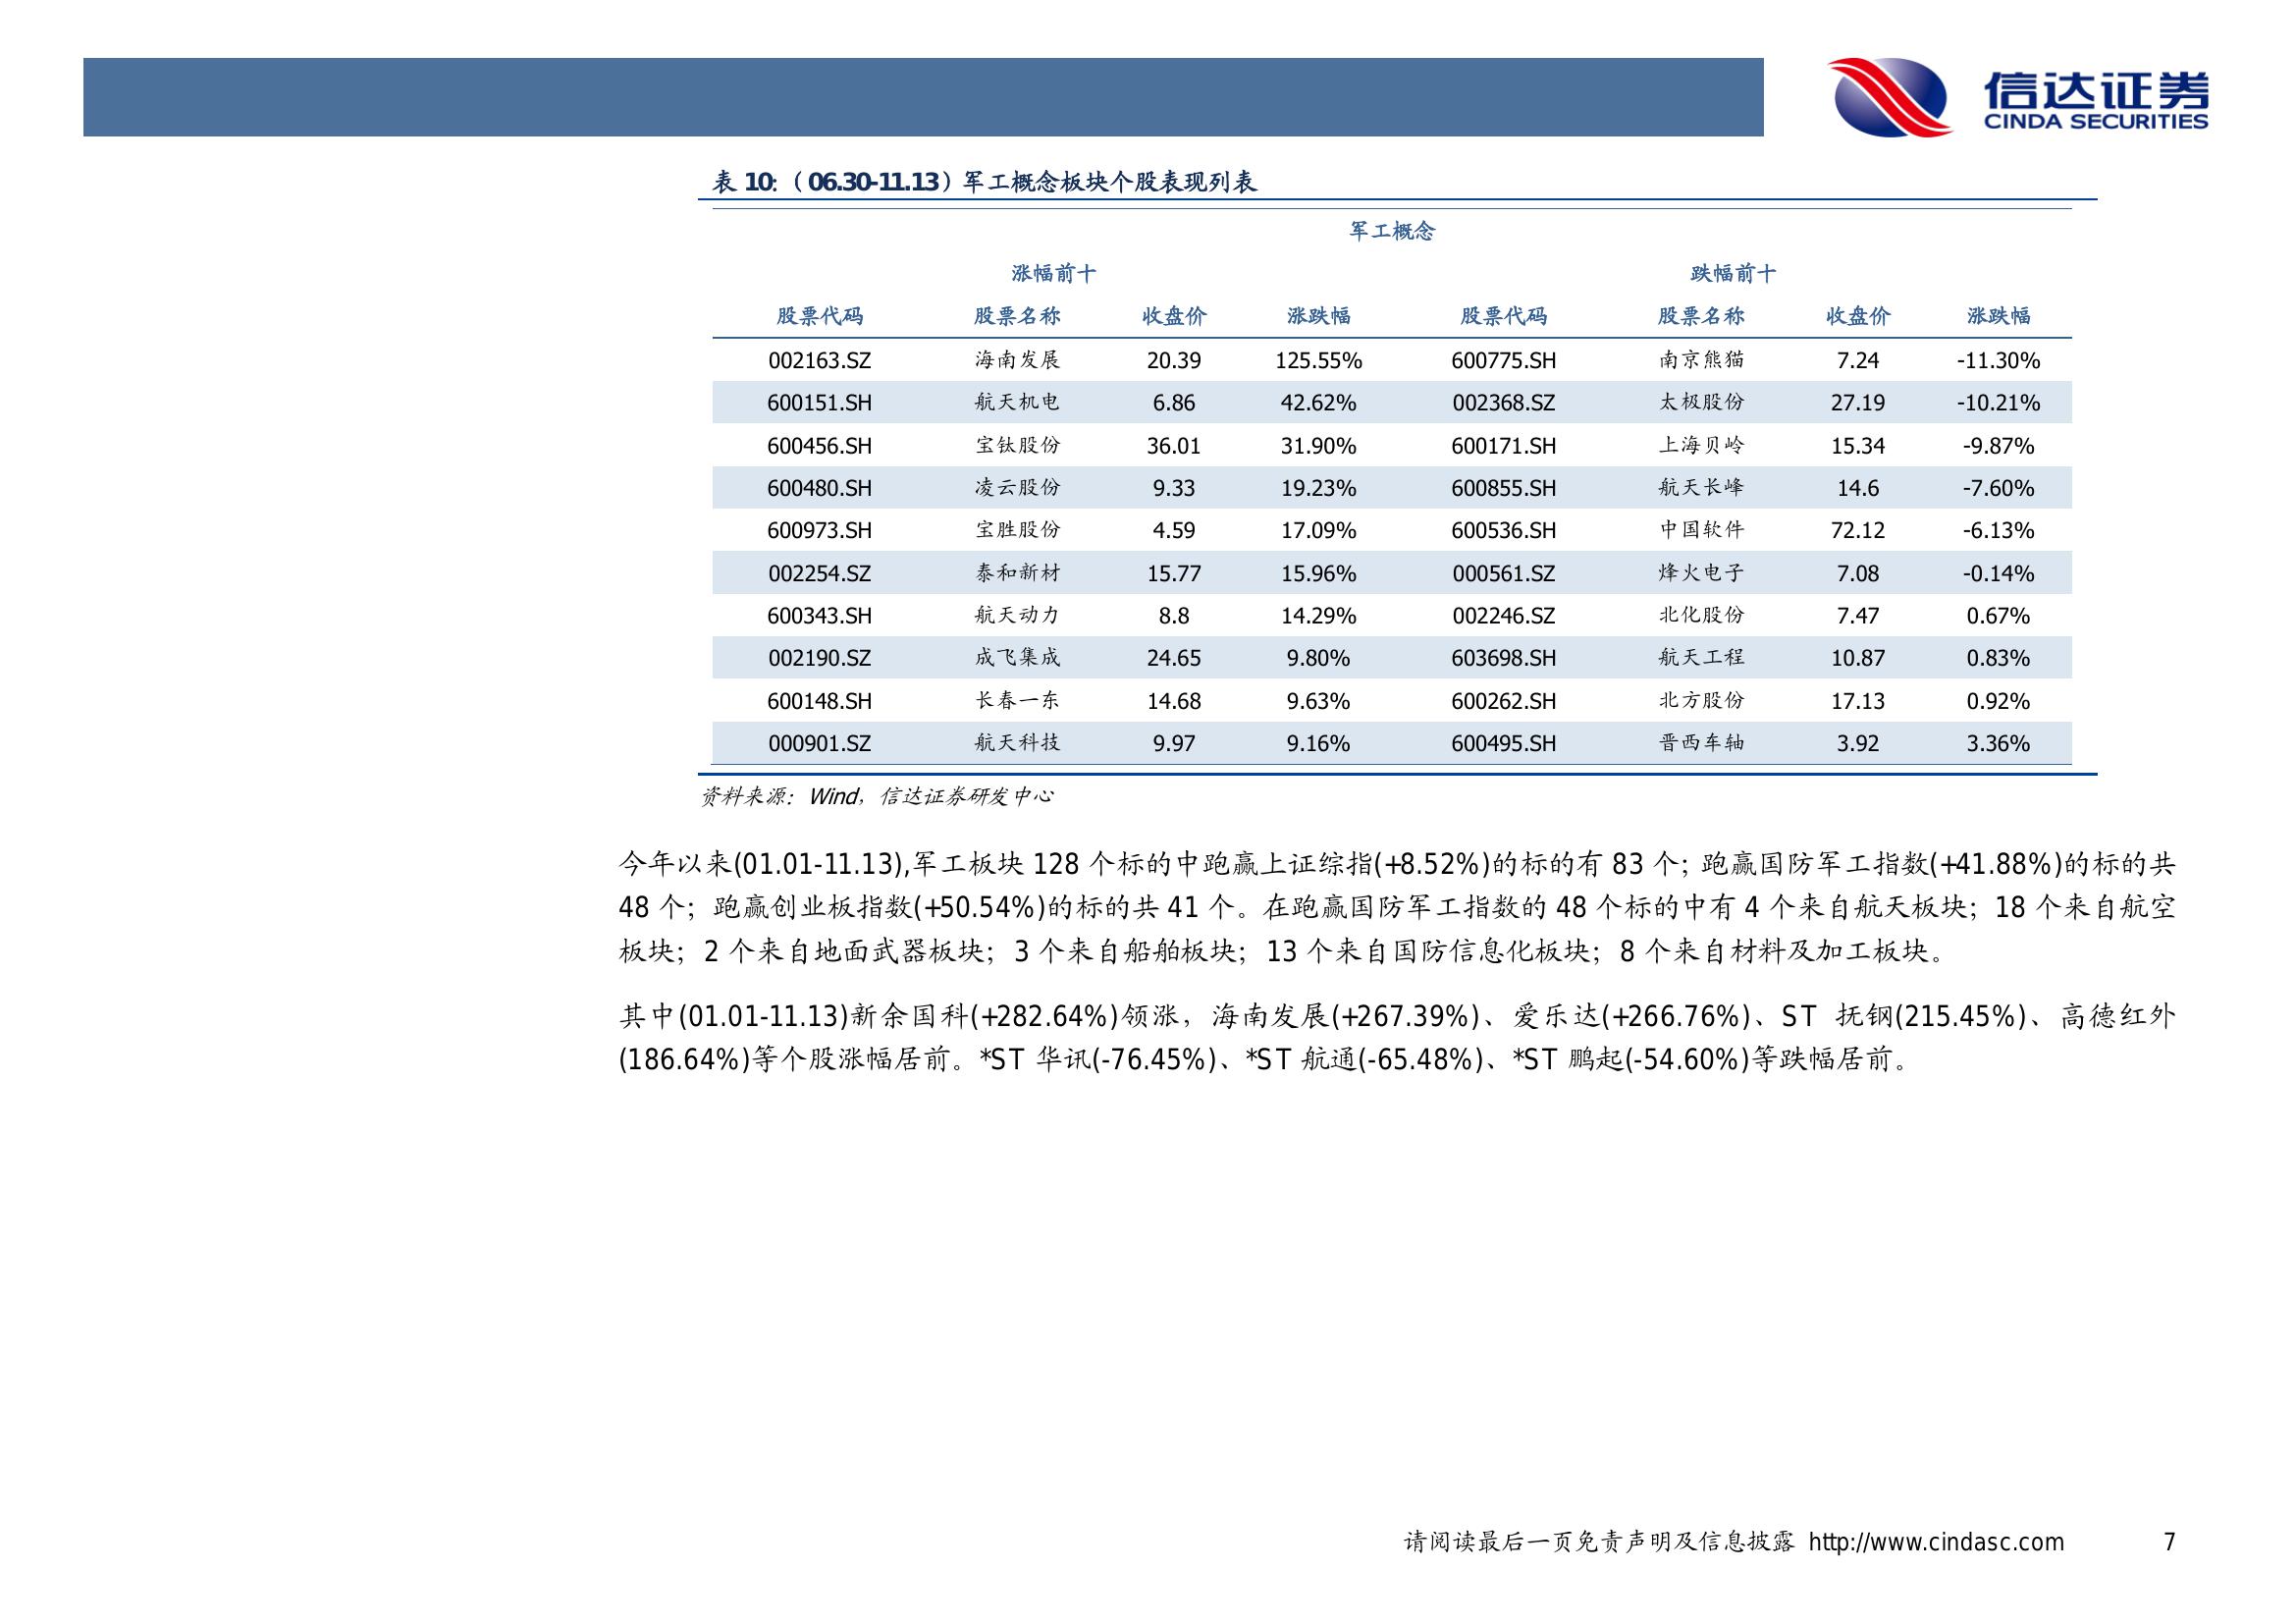 信达证券
CINDA SECURITIES
表 10:（06.30-11.13）军工概念板块个股表现列表
军工概念
涨幅前十 跌幅前十
股票代码 股票名称 收盘价 涨跌幅 股票代码 股票名称 收盘价 涨跌幅
002163.SZ 海南发展 20.39 125.55% 600775.SH 南京熊猫 7.24 -11.30%
600151.SH 航天机电 6.86 42.62% 002368.SZ 太极股份 27.19 -10.21%
600456.SH 宝钛股份 36.01 31.90% 600171.SH 上海贝岭 15.34 -9.87%
600480.SH 凌云股份 9.33 19.23% 600855.SH 航天长峰 14.6 -7.60%
600973.SH 宝胜股份 4.59 17.09% 600536.SH 中国软件 72.12 -6.13%
002254.SZ 泰和新材 15.77 15.96% 000561.SZ 烽火电子 7.08 -0.14%
600343.SH 航天动力 8.8 14.29% 002246.SZ 北化股份 7.47 0.67%
002190.SZ 成飞集成 24.65 9.80% 603698.SH 航天工程 10.87 0.83%
600148.SH 长春一东 14.68 9.63% 600262.SH 北方股份 17.13 0.92%
000901.SZ 航天科技 9.97 9.16% 600495.SH 晋西车轴 3.92 3.36%
资料来源：Wind，信达证券研发中心
今年以来(01.01-11.13),军工板块 128 个标的中跑赢上证综指(+8.52%)的标的有 83 个；跑赢国防军工指数(+41.88%)的标的共
48 个；跑赢创业板指数(+50.54%)的标的共 41 个。在跑赢国防军工指数的 48 个标的中有 4 个来自航天板块；18 个来自航空
板块；2 个来自地面武器板块；3 个来自船舶板块；13 个来自国防信息化板块；8 个来自材料及加工板块。
其中(01.01-11.13)新余国科(+282.64%)领涨，海南发展(+267.39%)、爱乐达(+266.76%)、ST 抚钢(215.45%)、高德红外
(186.64%)等个股涨幅居前。*ST 华讯(-76.45%)、*ST 航通(-65.48%)、*ST 鹏起(-54.60%)等跌幅居前。
请阅读最后一页免责声明及信息披露 http://www.cindasc.com 7